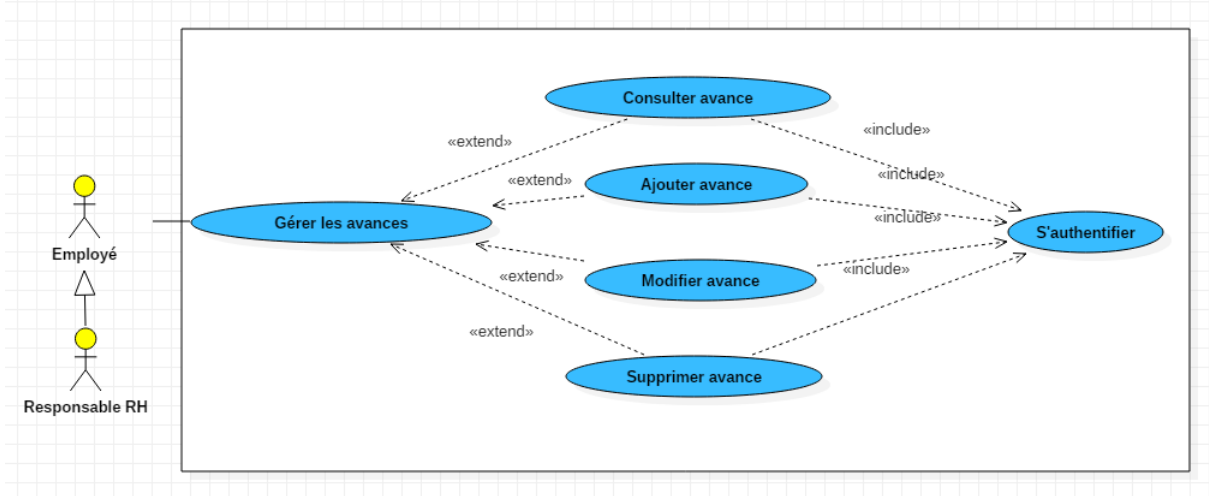 Consulter avance
«include»
«extend»
«include»
«extend»
Ajouter avance
«include»
Gérer les avances
S'authentifier
Employé
«include»
«extend»
Modifier avance
«extend»
Supprimer avance
Responsable RH